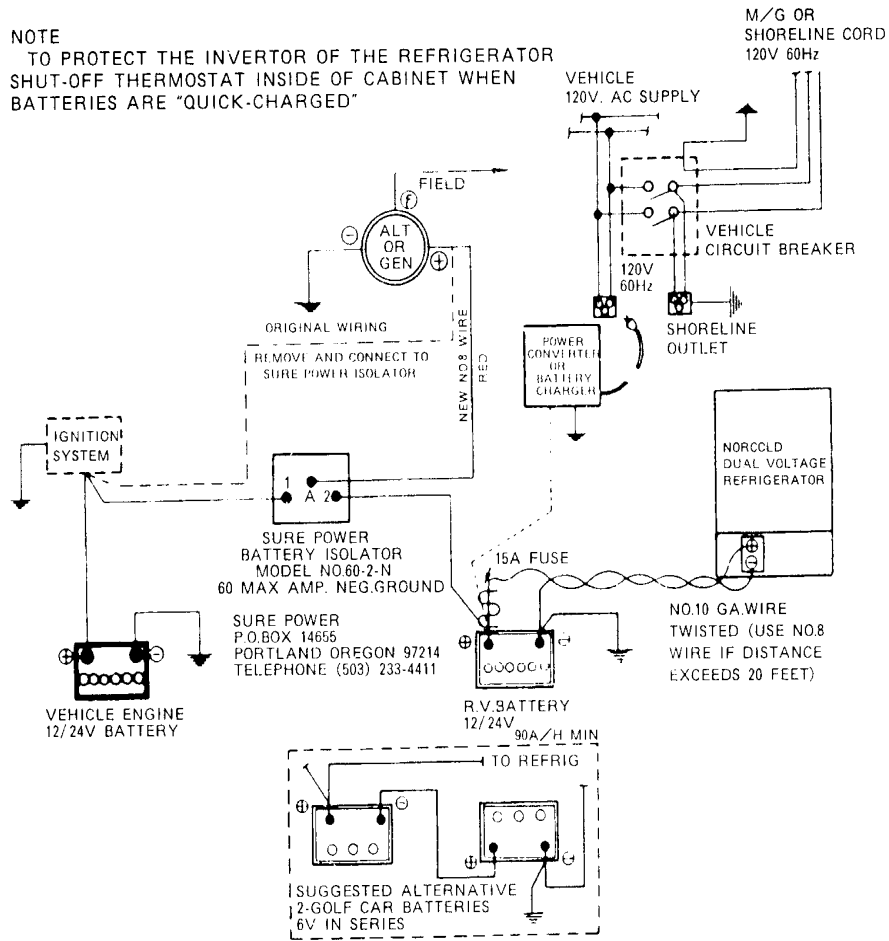 NOTE
TO PROTECT THE INVERTOR OF THE REFRIGERATOR
SHUT-OFF THERMOSTAT INSIDE OF CABINET WHEN
BATTERIES ARE "QUICK-CHARGED"
M/G OR
SHORELINE CORD
120V 60Hz
VEHICLE
120V. AC SUPPLY
FIELD
f
ALT
OR
GEN
VEHICLE
CIRCUIT BREAKER
120V
60Hz
SHORELINE
OUTLET
ORIGINAL WIRING
REMOVE AND CONNECT TO
SURE POWER ISOLATOR
NEW NO.8 WIRE
RED
POWER
CONVERTER
OR
BATTERY
CHARGER
IGNITION
SYSTEM
NORCCLD
DUAL VOLTAGE
REFRIGERATOR
1 A 2
SURE POWER
BATTERY ISOLATOR
MODEL NO.60-2-N
60 MAX AMP. NEG.GROUND
15A FUSE
SURE POWER
P.O.BOX 14655
PORTLAND OREGON 97214
TELEPHONE (503) 233-4411
NO.10 GA.WIRE
TWISTED (USE NO.8
WIRE IF DISTANCE
EXCEEDS 20 FEET)
VEHICLE ENGINE
12/24V BATTERY
R.V.BATTERY
12/24V
90A/H MIN
TO REFRIG
SUGGESTED ALTERNATIVE
2-GOLF CAR BATTERIES
6V IN SERIES